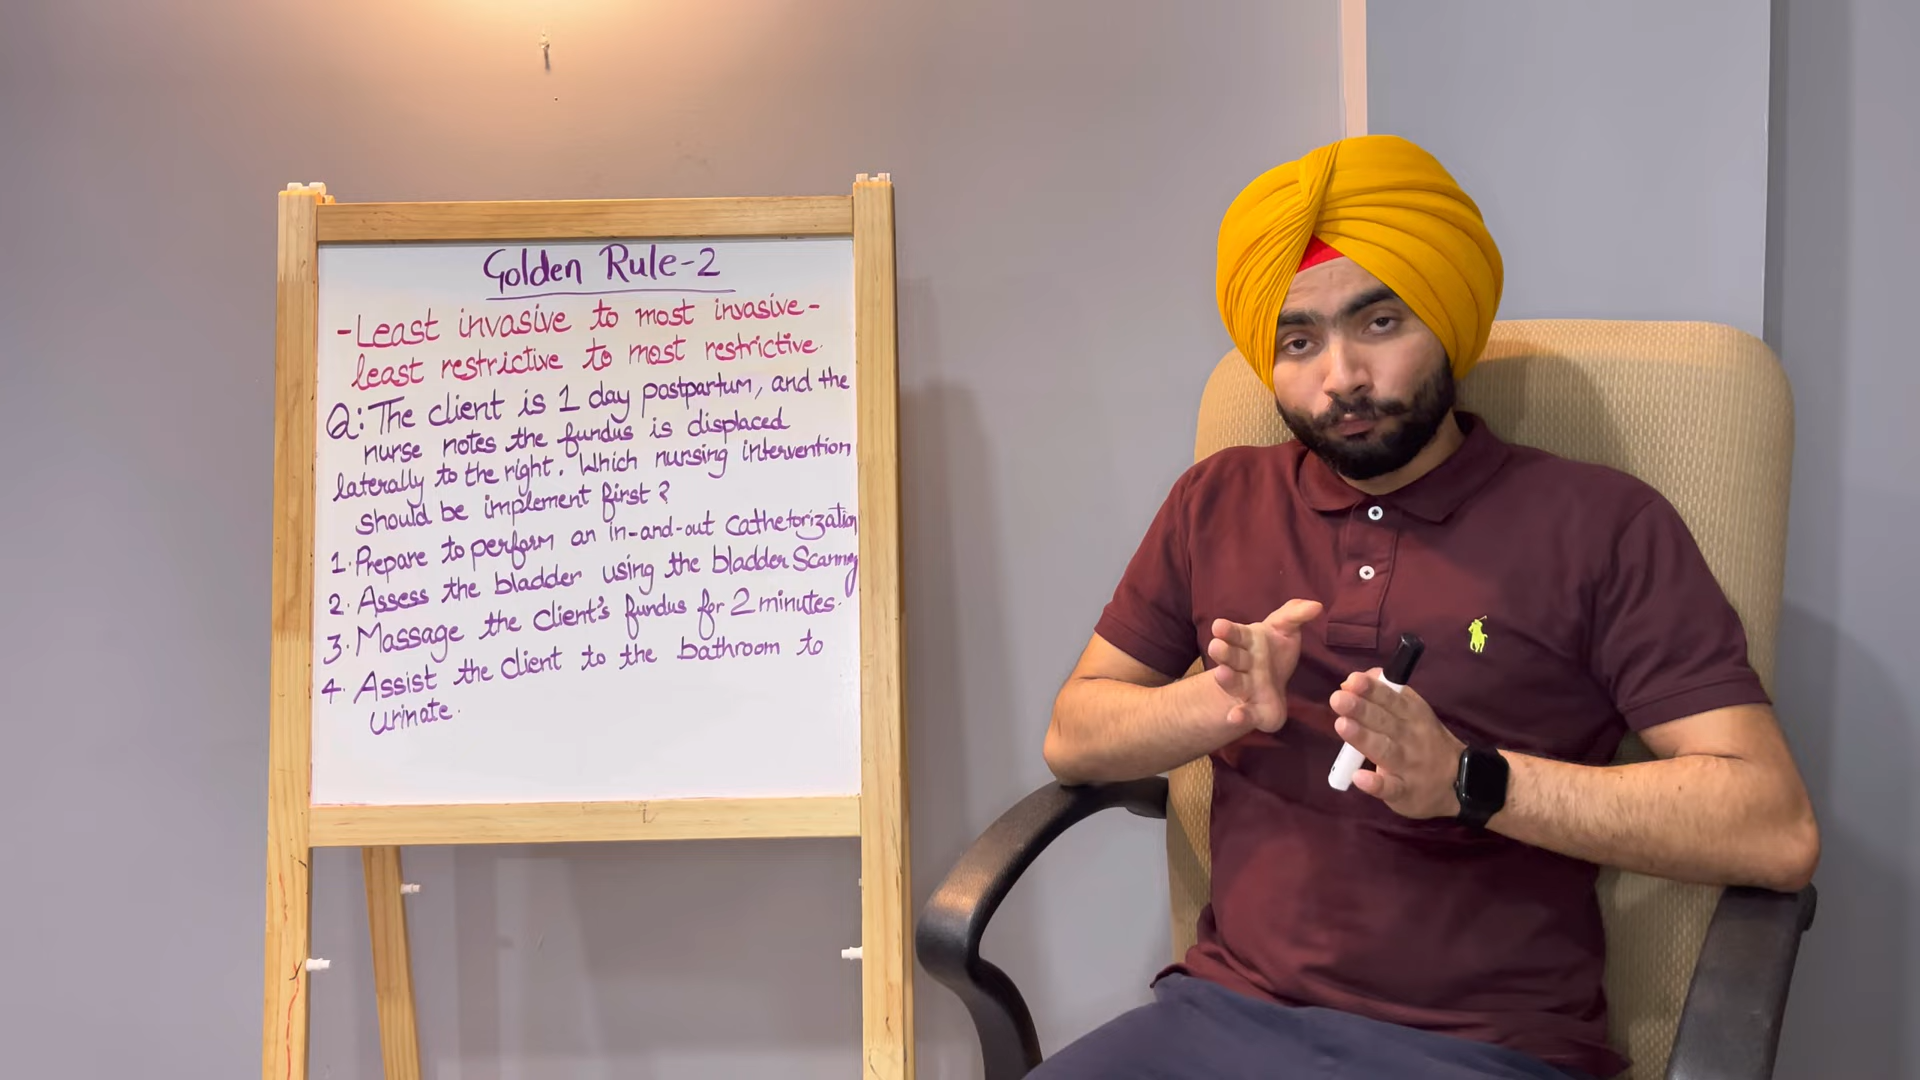 Golden Rule-2
- Least invasive to most invasive -
least restrictive to most restrictive.
Q: The client is 1 day postpartum, and the
nurse notes the fundus is displaced
laterally to the right. Which nursing intervention
should be implement first?
1. Prepare to perform an in-and-out cathetorization
2. Assess the bladder using the bladder Scanner
3. Massage the client's fundus for 2 minutes.
4. Assist the client to the bathroom to
urinate.